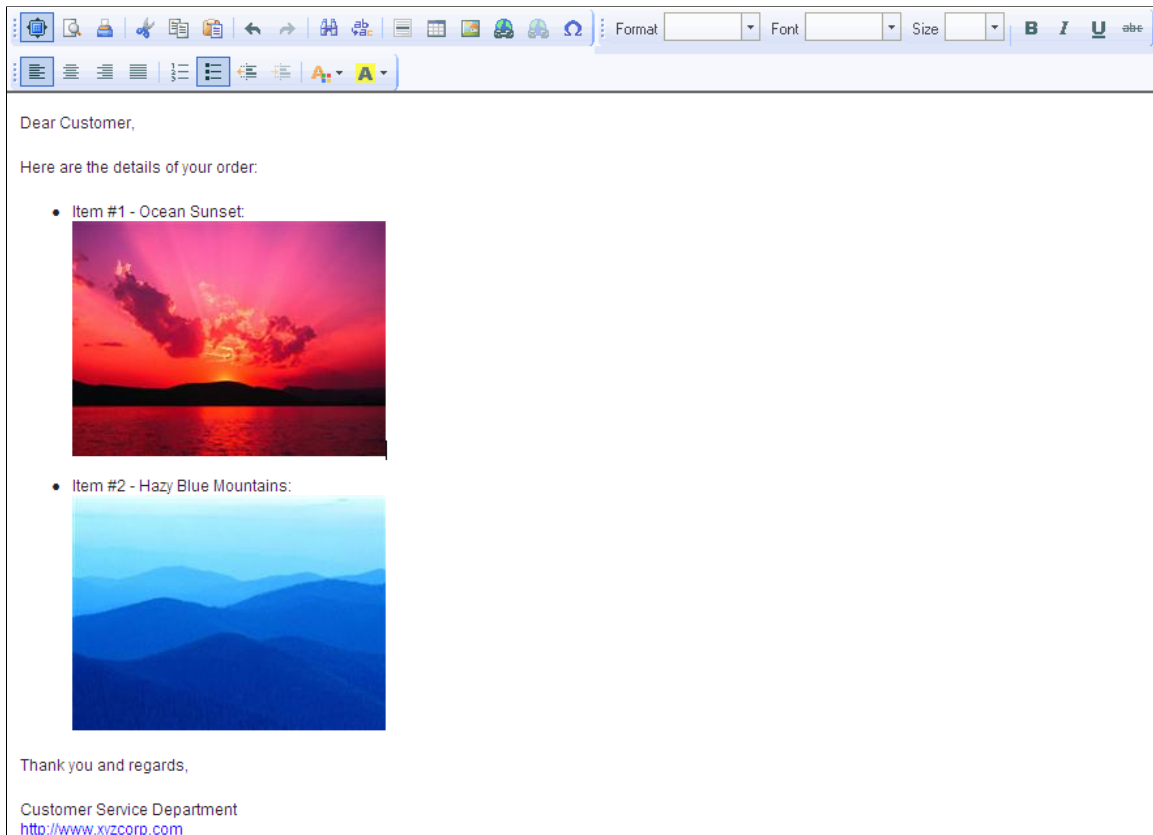 Format Font Size B I U abc
Dear Customer,
Here are the details of your order:
Item #1 - Ocean Sunset:
Item #2 - Hazy Blue Mountains:
Thank you and regards,
Customer Service Department
http://www.xyzcorp.com